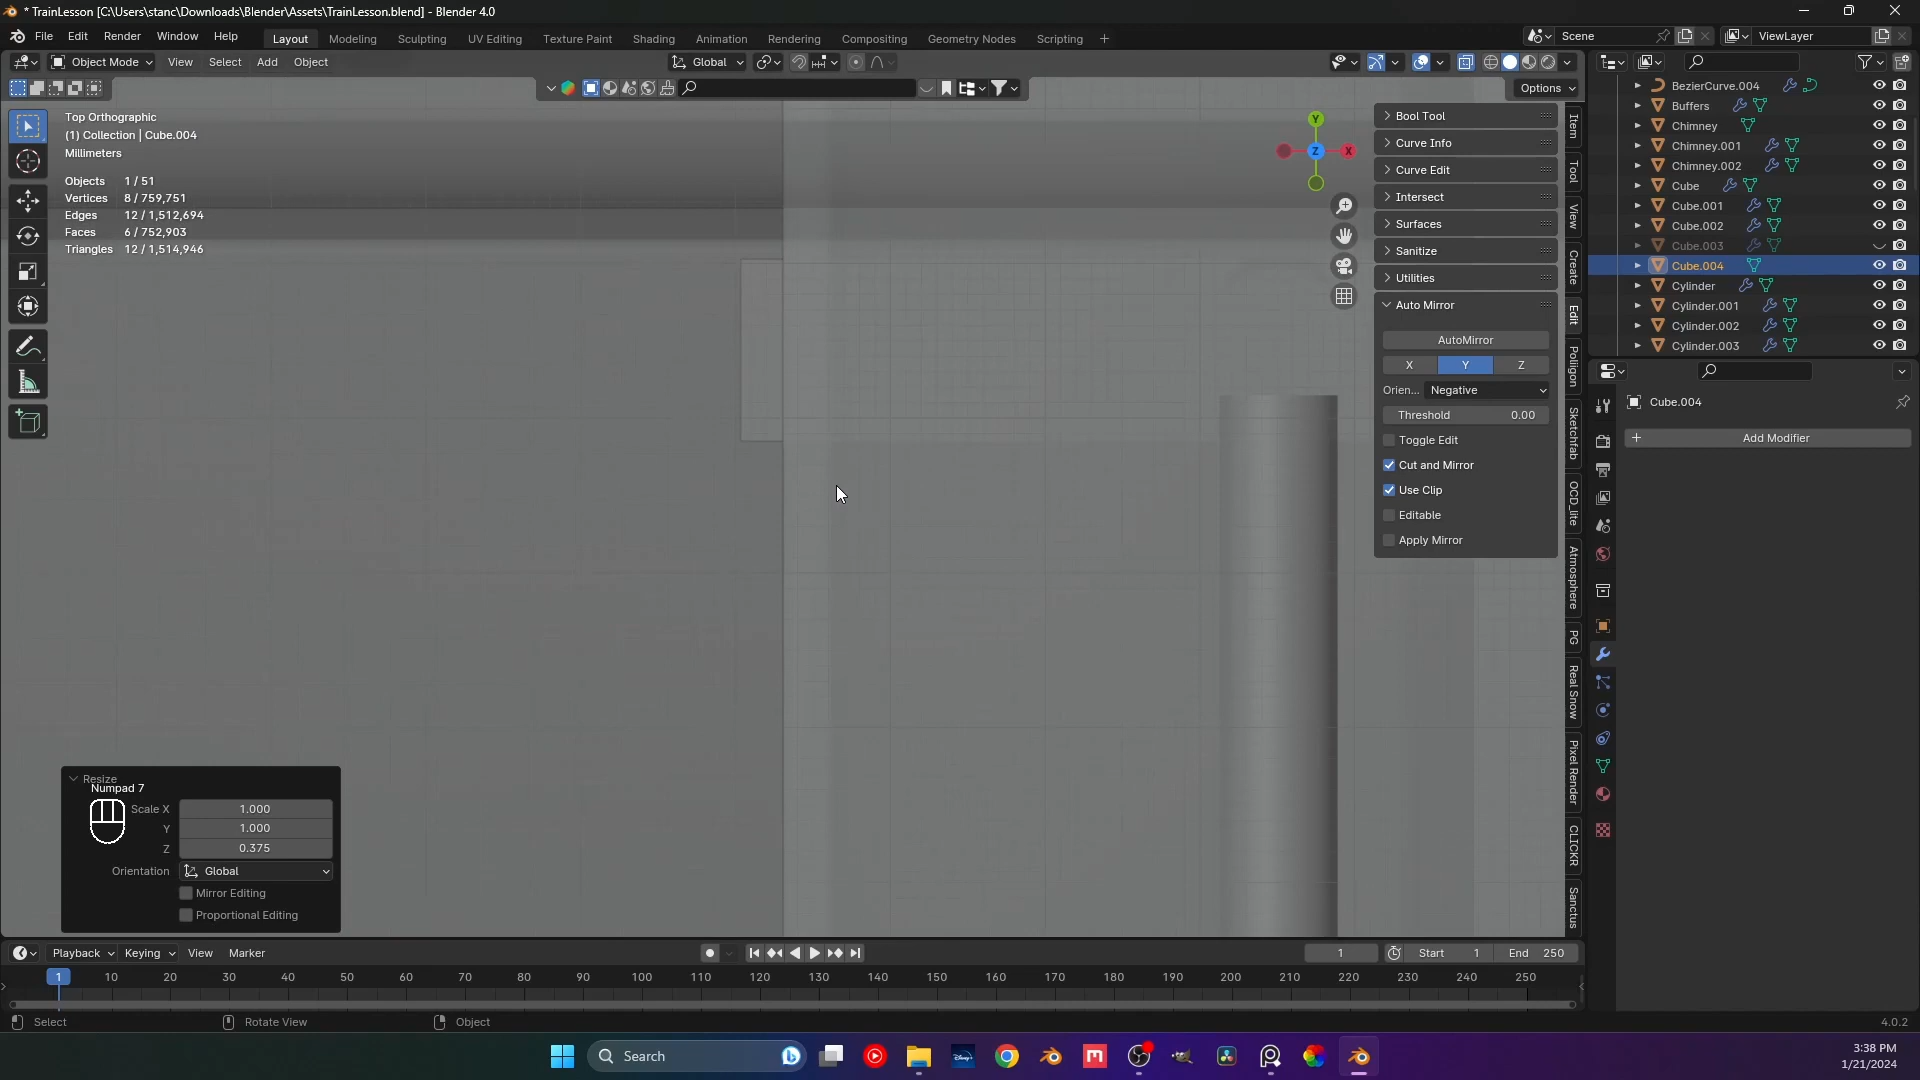 * TrainLesson [C:\Users\stanc\Downloads\Blender\Assets\TrainLesson.blend] - Blender 4.0
File Edit Render Window Help Layout Modeling Sculpting UV Editing Texture Paint Shading Animation Rendering Compositing Geometry Nodes Scripting + Scene ViewLayer
Object Mode View Select Add Object Global
Options
Top Orthographic
(1) Collection | Cube.004
Millimeters
Objects 1 / 51
Vertices 8 / 759,751
Edges 12 / 1,512,694
Faces 6 / 752,903
Triangles 12 / 1,514,946
Y
Z
X
Bool Tool
Curve Info
Curve Edit
Intersect
Surfaces
Sanitize
Utilities
Auto Mirror
AutoMirror
X Y Z
Orien... Negative
Threshold 0.00
Toggle Edit
Cut and Mirror
Use Clip
Editable
Apply Mirror
Item
Tool
View
Create
Edit
Poliigon
Sketchfab
OCD_lite
Atmosphere
PG
Real Snow
Pixel Render
CLICKR
Sanctus
BezierCurve.004
Buffers
Chimney
Chimney.001
Chimney.002
Cube
Cube.001
Cube.002
Cube.003
Cube.004
Cylinder
Cylinder.001
Cylinder.002
Cylinder.003
Cube.004
+ Add Modifier
Resize
Numpad 7
Scale X 1.000
Y 1.000
Z 0.375
Orientation Global
Mirror Editing
Proportional Editing
Playback Keying View Marker 1 Start 1 End 250
1 10 20 30 40 50 60 70 80 90 100 110 120 130 140 150 160 170 180 190 200 210 220 230 240 250
Select Rotate View Object 4.0.2
Search
Disney+
3:38 PM
1/21/2024